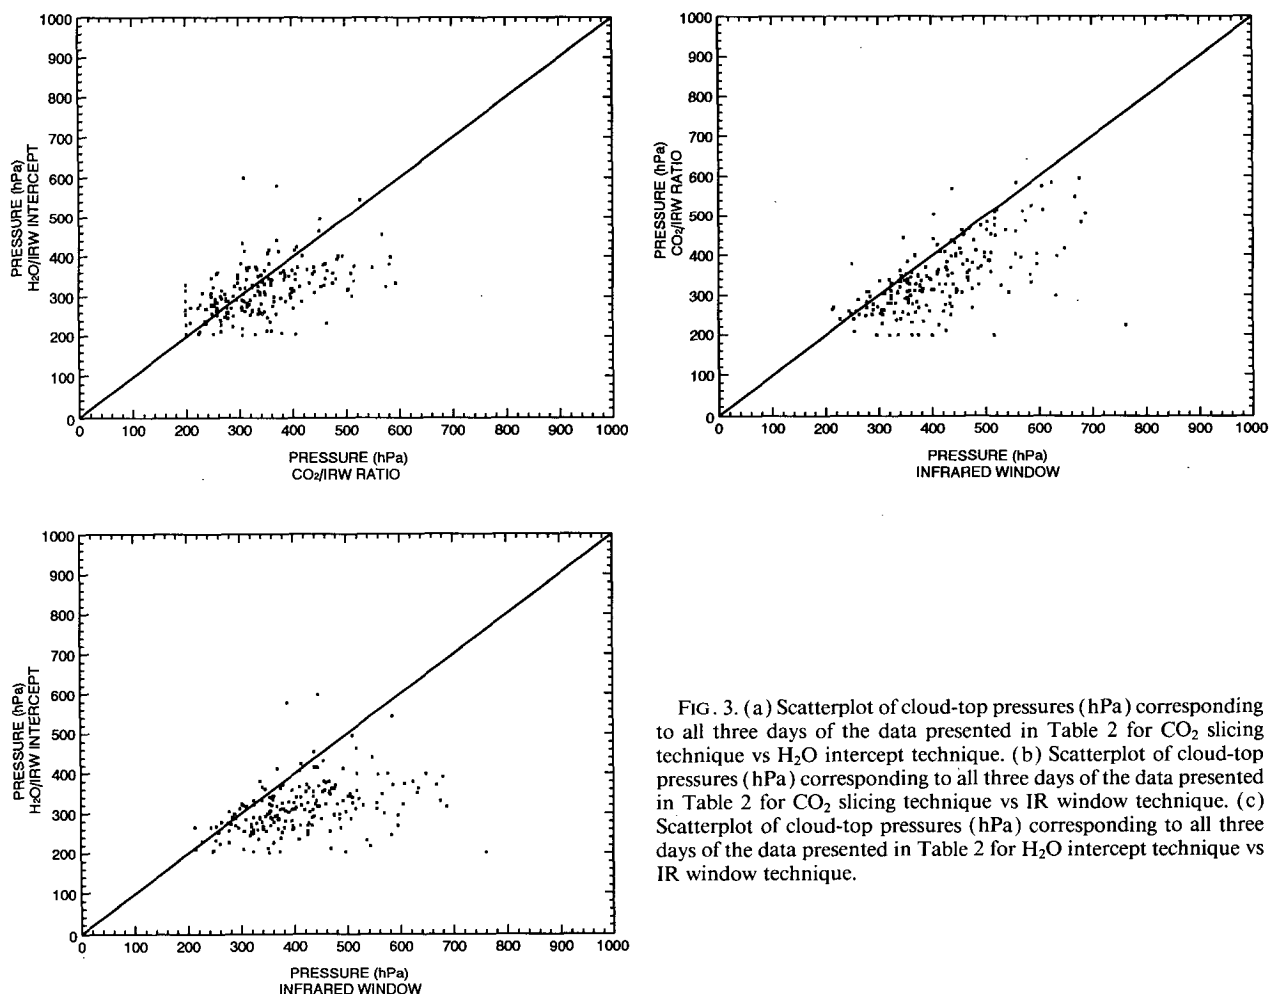 1000
900
800
700
600
500
400
300
200
100
0
PRESSURE (hPa)
H₂O/IRW INTERCEPT
0 100 200 300 400 500 600 700 800 900 1000
PRESSURE (hPa)
CO₂/IRW RATIO
1000
900
800
700
600
500
400
300
200
100
0
PRESSURE (hPa)
CO₂/IRW RATIO
0 100 200 300 400 500 600 700 800 900 1000
PRESSURE (hPa)
INFRARED WINDOW
1000
900
800
700
600
500
400
300
200
100
0
PRESSURE (hPa)
H₂O/IRW INTERCEPT
0 100 200 300 400 500 600 700 800 900 1000
PRESSURE (hPa)
INFRARED WINDOW
FIG. 3. (a) Scatterplot of cloud-top pressures (hPa) corresponding
to all three days of the data presented in Table 2 for CO₂ slicing
technique vs H₂O intercept technique. (b) Scatterplot of cloud-top
pressures (hPa) corresponding to all three days of the data presented
in Table 2 for CO₂ slicing technique vs IR window technique. (c)
Scatterplot of cloud-top pressures (hPa) corresponding to all three
days of the data presented in Table 2 for H₂O intercept technique vs
IR window technique.